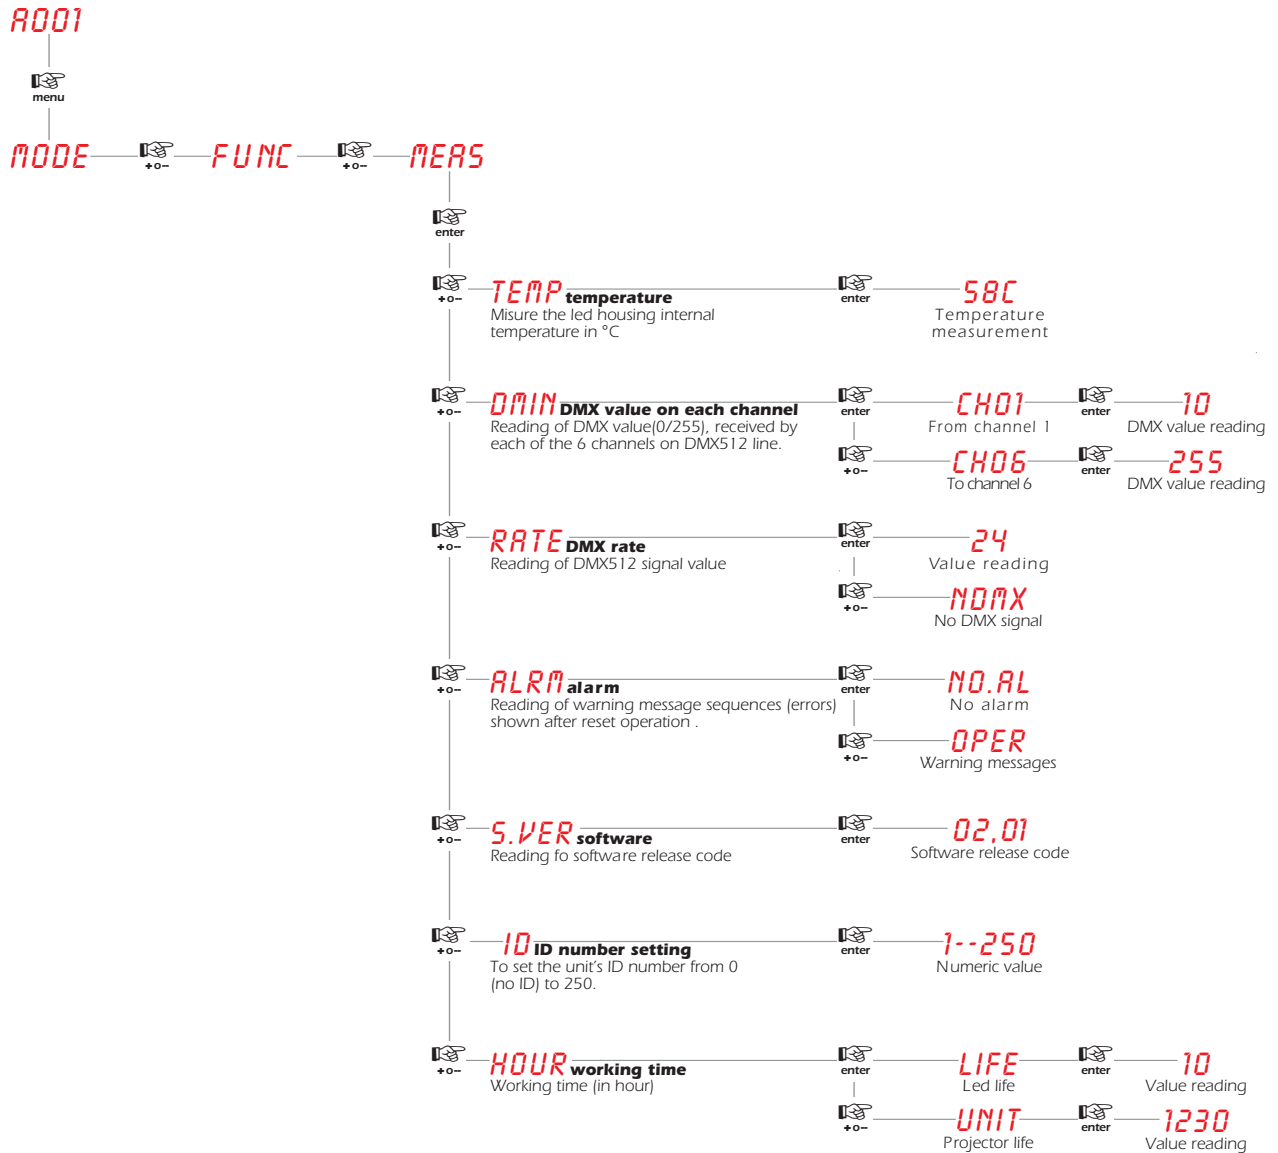 A001
menu
MODE +o- FUNC +o- MEAS
enter
+o- TEMP temperature enter 58C
Misure the led housing internal
temperature in °C
Temperature
measurement
+o- DMIN DMX value on each channel enter CH01 enter 10
Reading of DMX value(0/255), received by
each of the 6 channels on DMX512 line.
From channel 1
DMX value reading
+o- CH06 enter 255
To channel 6
DMX value reading
+o- RATE DMX rate enter 24
Reading of DMX512 signal value
Value reading
+o- NDMX
No DMX signal
+o- ALRM alarm enter NO.AL
Reading of warning message sequences (errors)
shown after reset operation .
No alarm
+o- OPER
Warning messages
+o- S.VER software enter 02,01
Reading fo software release code
Software release code
+o- ID ID number setting enter 1--250
To set the unit's ID number from 0
(no ID) to 250.
Numeric value
+o- HOUR working time enter LIFE enter 10
Working time (in hour)
Led life
Value reading
+o- UNIT enter 1230
Projector life
Value reading